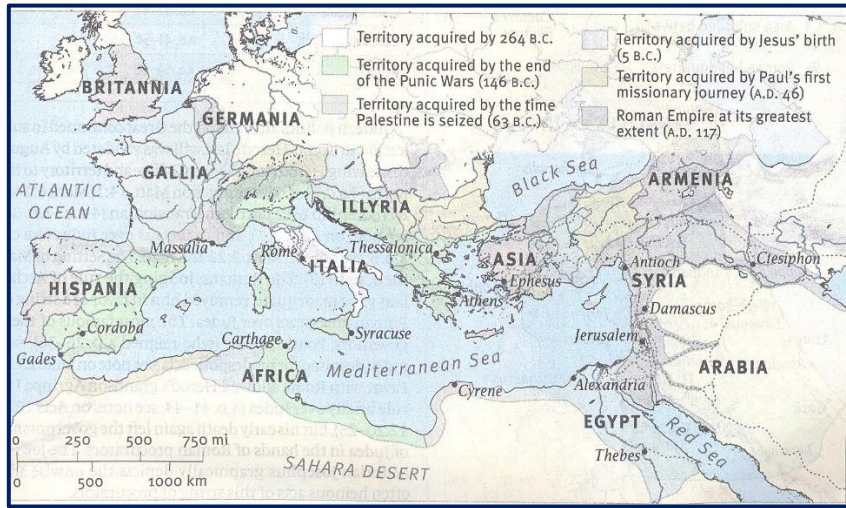 Territory acquired by 264 B.C.
Territory acquired by the end
of the Punic Wars (146 B.C.)
Territory acquired by the time
Palestine is seized (63 B.C.)
Territory acquired by Jesus' birth
(5 B.C.)
Territory acquired by Paul's first
missionary journey (A.D. 46)
Roman Empire at its greatest
extent (A.D. 117)
BRITANNIA
GERMANIA
GALLIA
ATLANTIC
OCEAN
Black Sea
ARMENIA
ILLYRIA
Massalia
Rome
ITALIA
Thessalonica
ASIA
Ephesus
Antioch
Ctesiphon
SYRIA
HISPANIA
Cordoba
Gades
Athens
Damascus
Carthage
Syracuse
Jerusalem
Mediterranean Sea
AFRICA
Cyrene
Alexandria
ARABIA
EGYPT
Thebes
Red Sea
0 250 500 750 mi
0 500 1000 km
SAHARA DESERT